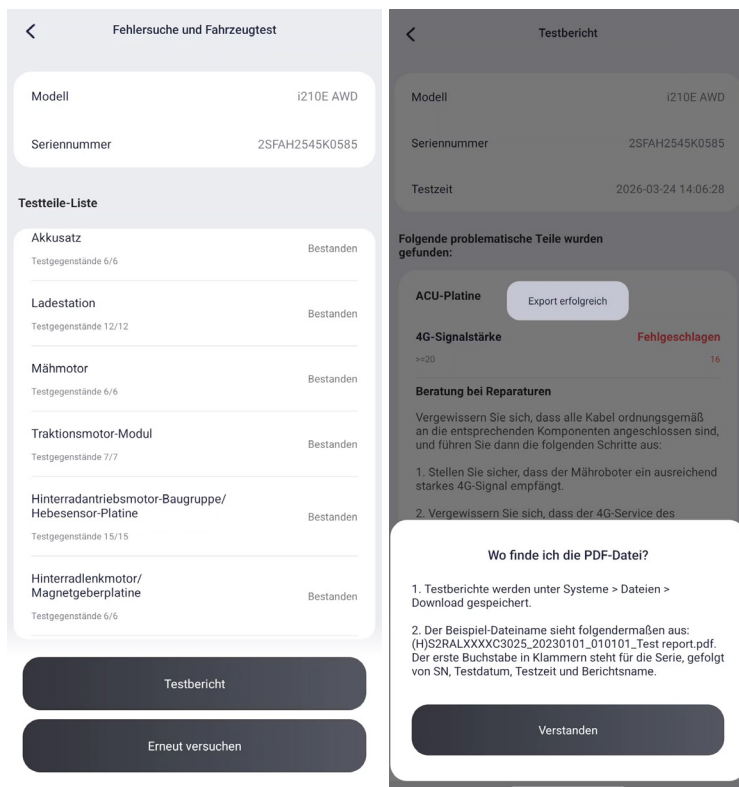 Fehlersuche und Fahrzeugtest
Modell
i210E AWD
Seriennummer
2SFAH2545K0585
Testteile-Liste
Akkusatz
Testgegenstände 6/6
Bestanden
Ladestation
Testgegenstände 12/12
Bestanden
Mähmotor
Testgegenstände 6/6
Bestanden
Traktionsmotor-Modul
Testgegenstände 7/7
Bestanden
Hinterradantriebsmotor-Baugruppe/
Hebesensor-Platine
Testgegenstände 15/15
Bestanden
Hinterradlenkmotor/
Magnetgeberplatine
Testgegenstände 6/6
Bestanden
Testbericht
Erneut versuchen
Testbericht
Modell
i210E AWD
Seriennummer
2SFAH2545K0585
Testzeit
2026-03-24 14:06:28
Folgende problematische Teile wurden
gefunden:
ACU-Platine
Export erfolgreich
4G-Signalstärke
Fehlgeschlagen
>=20
16
Beratung bei Reparaturen
Vergewissern Sie sich, dass alle Kabel ordnungsgemäß
an die entsprechenden Komponenten angeschlossen sind,
und führen Sie dann die folgenden Schritte aus:
1. Stellen Sie sicher, dass der Mähroboter ein ausreichend
starkes 4G-Signal empfängt.
2. Vergewissern Sie sich, dass der 4G-Service des
Wo finde ich die PDF-Datei?
1. Testberichte werden unter Systeme > Dateien >
Download gespeichert.
2. Der Beispiel-Dateiname sieht folgendermaßen aus:
(H)S2RALXXXXC3025_20230101_010101_Test report.pdf.
Der erste Buchstabe in Klammern steht für die Serie, gefolgt
von SN, Testdatum, Testzeit und Berichtsname.
Verstanden